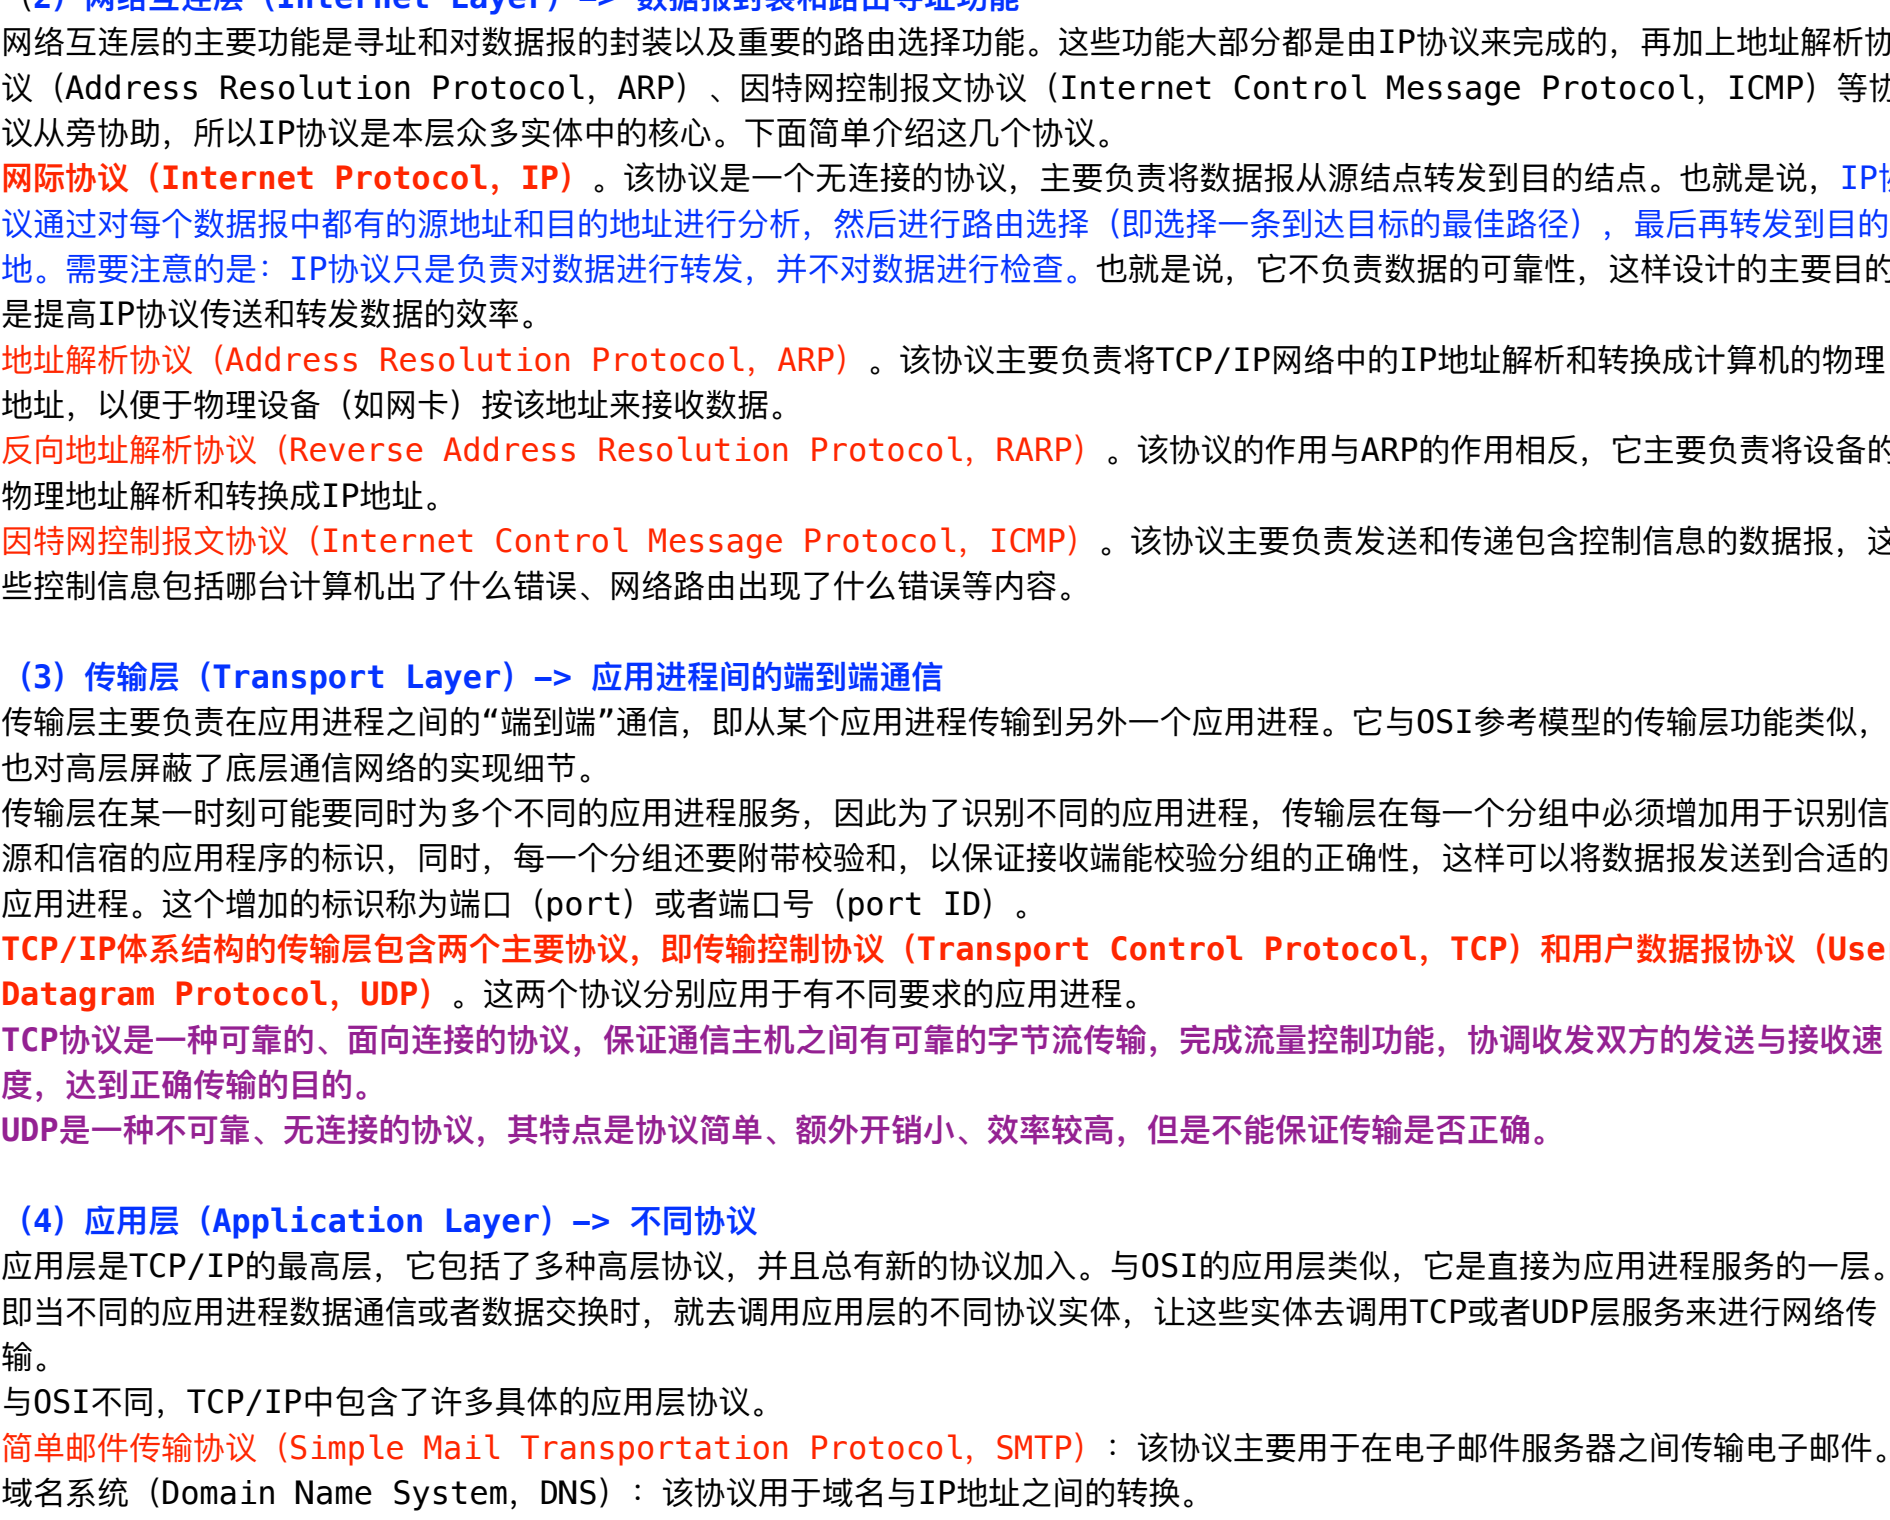 （2）网络互连层（Internet Layer）—> 数据报封装和路由寻址功能
网络互连层的主要功能是寻址和对数据报的封装以及重要的路由选择功能。这些功能大部分都是由IP协议来完成的，再加上地址解析协
议（Address Resolution Protocol，ARP）、因特网控制报文协议（Internet Control Message Protocol，ICMP）等协
议从旁协助，所以IP协议是本层众多实体中的核心。下面简单介绍这几个协议。
网际协议（Internet Protocol，IP）。该协议是一个无连接的协议，主要负责将数据报从源结点转发到目的结点。也就是说，IP协
议通过对每个数据报中都有的源地址和目的地址进行分析，然后进行路由选择（即选择一条到达目标的最佳路径），最后再转发到目的
地。需要注意的是：IP协议只是负责对数据进行转发，并不对数据进行检查。也就是说，它不负责数据的可靠性，这样设计的主要目的
是提高IP协议传送和转发数据的效率。
地址解析协议（Address Resolution Protocol，ARP）。该协议主要负责将TCP/IP网络中的IP地址解析和转换成计算机的物理
地址，以便于物理设备（如网卡）按该地址来接收数据。
反向地址解析协议（Reverse Address Resolution Protocol，RARP）。该协议的作用与ARP的作用相反，它主要负责将设备的
物理地址解析和转换成IP地址。
因特网控制报文协议（Internet Control Message Protocol，ICMP）。该协议主要负责发送和传递包含控制信息的数据报，这
些控制信息包括哪台计算机出了什么错误、网络路由出现了什么错误等内容。
（3）传输层（Transport Layer）—> 应用进程间的端到端通信
传输层主要负责在应用进程之间的“端到端”通信，即从某个应用进程传输到另外一个应用进程。它与OSI参考模型的传输层功能类似，
也对高层屏蔽了底层通信网络的实现细节。
传输层在某一时刻可能要同时为多个不同的应用进程服务，因此为了识别不同的应用进程，传输层在每一个分组中必须增加用于识别信
源和信宿的应用程序的标识，同时，每一个分组还要附带校验和，以保证接收端能校验分组的正确性，这样可以将数据报发送到合适的
应用进程。这个增加的标识称为端口（port）或者端口号（port ID）。
TCP/IP体系结构的传输层包含两个主要协议，即传输控制协议（Transport Control Protocol，TCP）和用户数据报协议（Use
Datagram Protocol，UDP）。这两个协议分别应用于有不同要求的应用进程。
TCP协议是一种可靠的、面向连接的协议，保证通信主机之间有可靠的字节流传输，完成流量控制功能，协调收发双方的发送与接收速
度，达到正确传输的目的。
UDP是一种不可靠、无连接的协议，其特点是协议简单、额外开销小、效率较高，但是不能保证传输是否正确。
（4）应用层（Application Layer）—> 不同协议
应用层是TCP/IP的最高层，它包括了多种高层协议，并且总有新的协议加入。与OSI的应用层类似，它是直接为应用进程服务的一层。
即当不同的应用进程数据通信或者数据交换时，就去调用应用层的不同协议实体，让这些实体去调用TCP或者UDP层服务来进行网络传
输。
与OSI不同，TCP/IP中包含了许多具体的应用层协议。
简单邮件传输协议（Simple Mail Transportation Protocol，SMTP）：该协议主要用于在电子邮件服务器之间传输电子邮件。
域名系统（Domain Name System，DNS）：该协议用于域名与IP地址之间的转换。